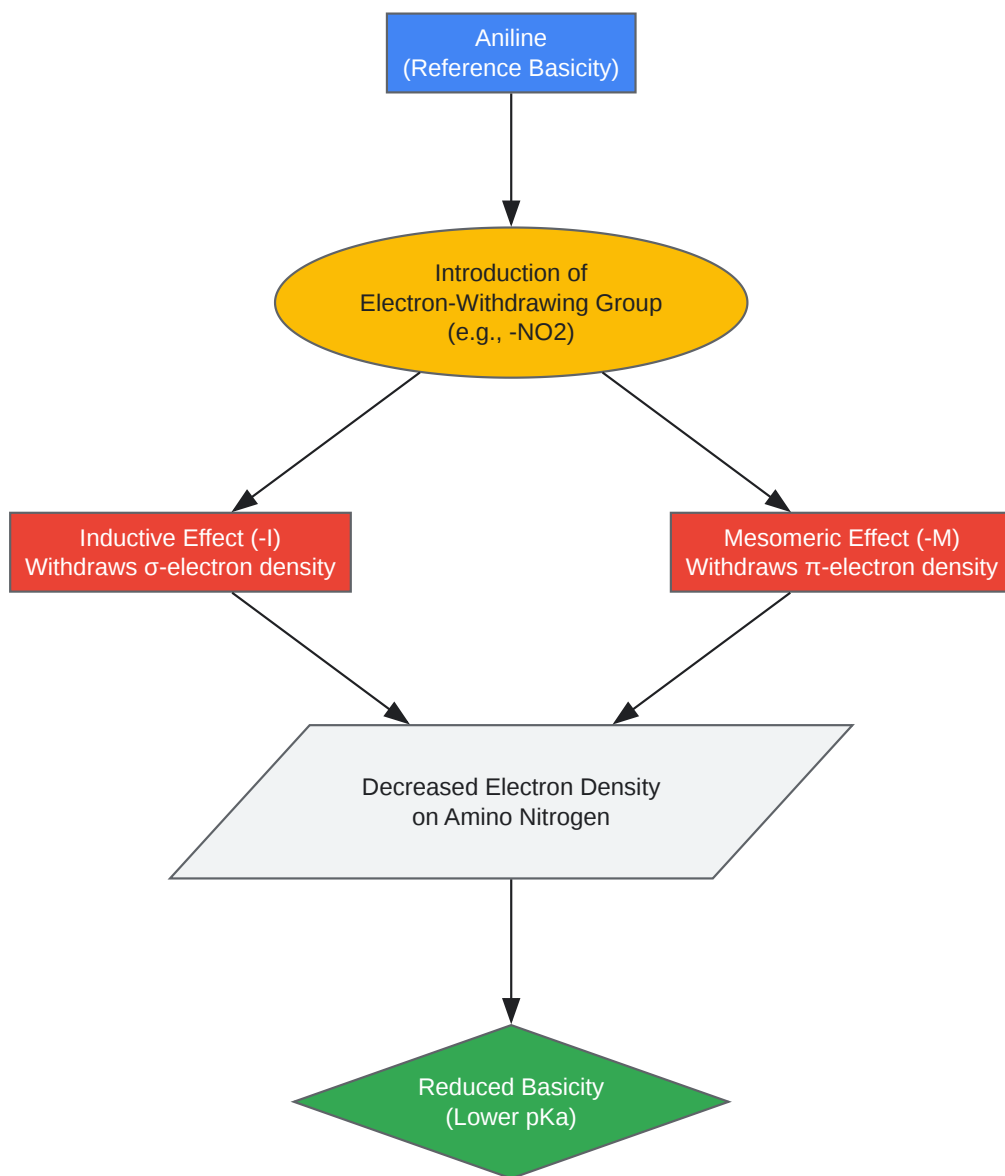 Aniline
(Reference Basicity)
Introduction of
Electron-Withdrawing Group
(e.g., -NO2)
Inductive Effect (-I)
Withdraws σ-electron density
Mesomeric Effect (-M)
Withdraws π-electron density
Decreased Electron Density
on Amino Nitrogen
Reduced Basicity
(Lower pKa)